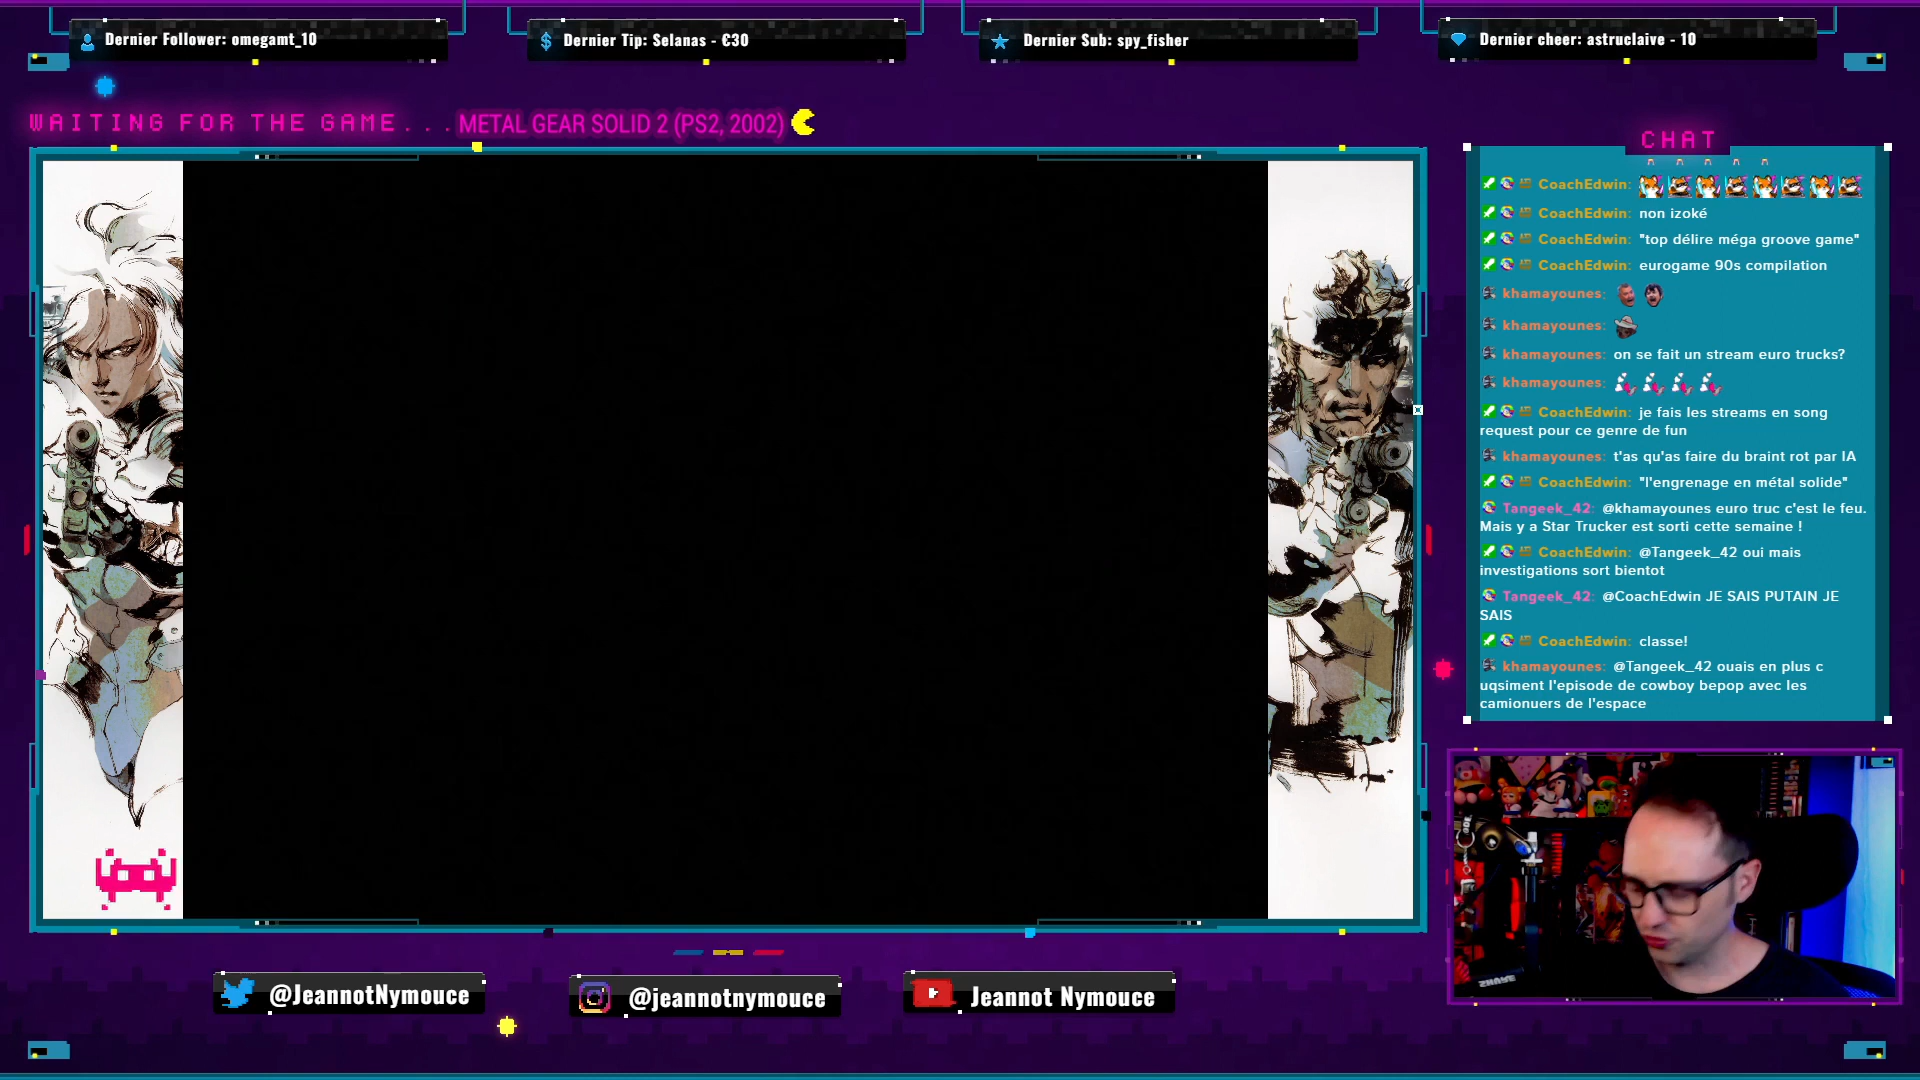 Dernier Follower: omegamt_10
Dernier Tip: Selanas - €30
Dernier Sub: spy_fisher
Dernier cheer: astruclaive - 10
WAITING FOR THE GAME... METAL GEAR SOLID 2 (PS2, 2002)
CHAT
CoachEdwin:
CoachEdwin: non izoké
CoachEdwin: "top délire méga groove game"
CoachEdwin: eurogame 90s compilation
khamayounes:
khamayounes:
khamayounes: on se fait un stream euro trucks?
khamayounes:
CoachEdwin: je fais les streams en song
request pour ce genre de fun
khamayounes: t'as qu'as faire du braint rot par IA
CoachEdwin: "l'engrenage en métal solide"
Tangeek_42: @khamayounes euro truc c'est le feu.
Mais y a Star Trucker est sorti cette semaine !
CoachEdwin: @Tangeek_42 oui mais
investigations sort bientot
Tangeek_42: @CoachEdwin JE SAIS PUTAIN JE
SAIS
CoachEdwin: classe!
khamayounes: @Tangeek_42 ouais en plus c
uqsiment l'episode de cowboy bepop avec les
camionuers de l'espace
@JeannotNymouce
@jeannotnymouce
Jeannot Nymouce